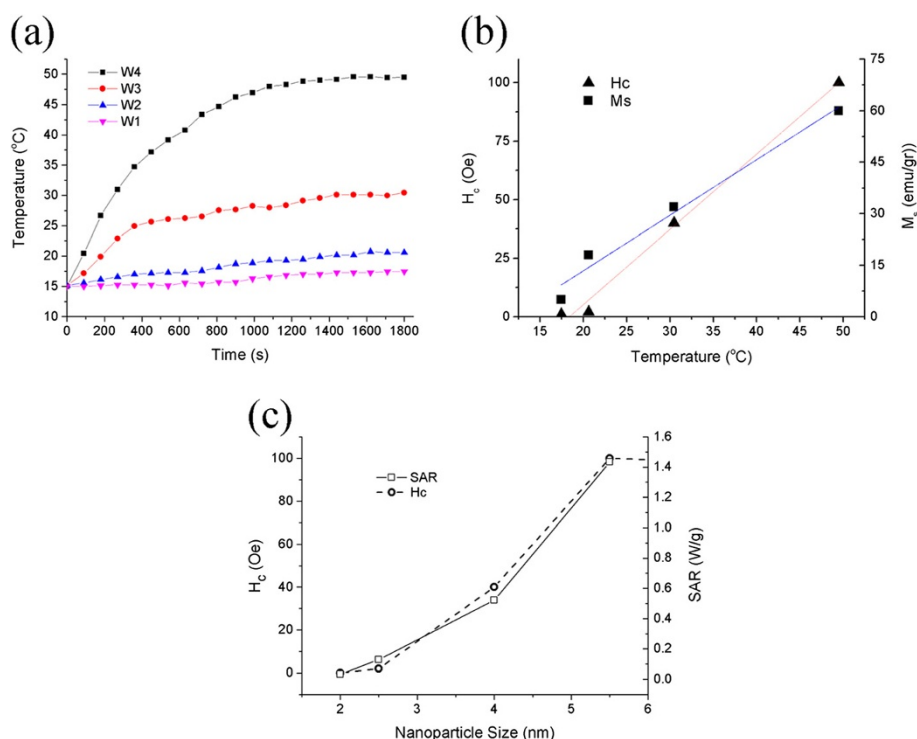 (a)
W4
W3
W2
W1
Temperature (°C)
50
45
40
35
30
25
20
15
10
0 200 400 600 800 1000 1200 1400 1600 1800
Time (s)
(b)
Hc
Ms
H_c (Oe)
100
75
50
25
0
75
60
45
30
15
0
M_s (emu/gr))
15 20 25 30 35 40 45 50
Temperature (°C)
(c)
SAR
Hc
H_C (Oe)
100
80
60
40
20
0
1.6
1.4
1.2
1.0
0.8
0.6
0.4
0.2
0.0
SAR (W/g)
2 3 4 5 6
Nanoparticle Size (nm)